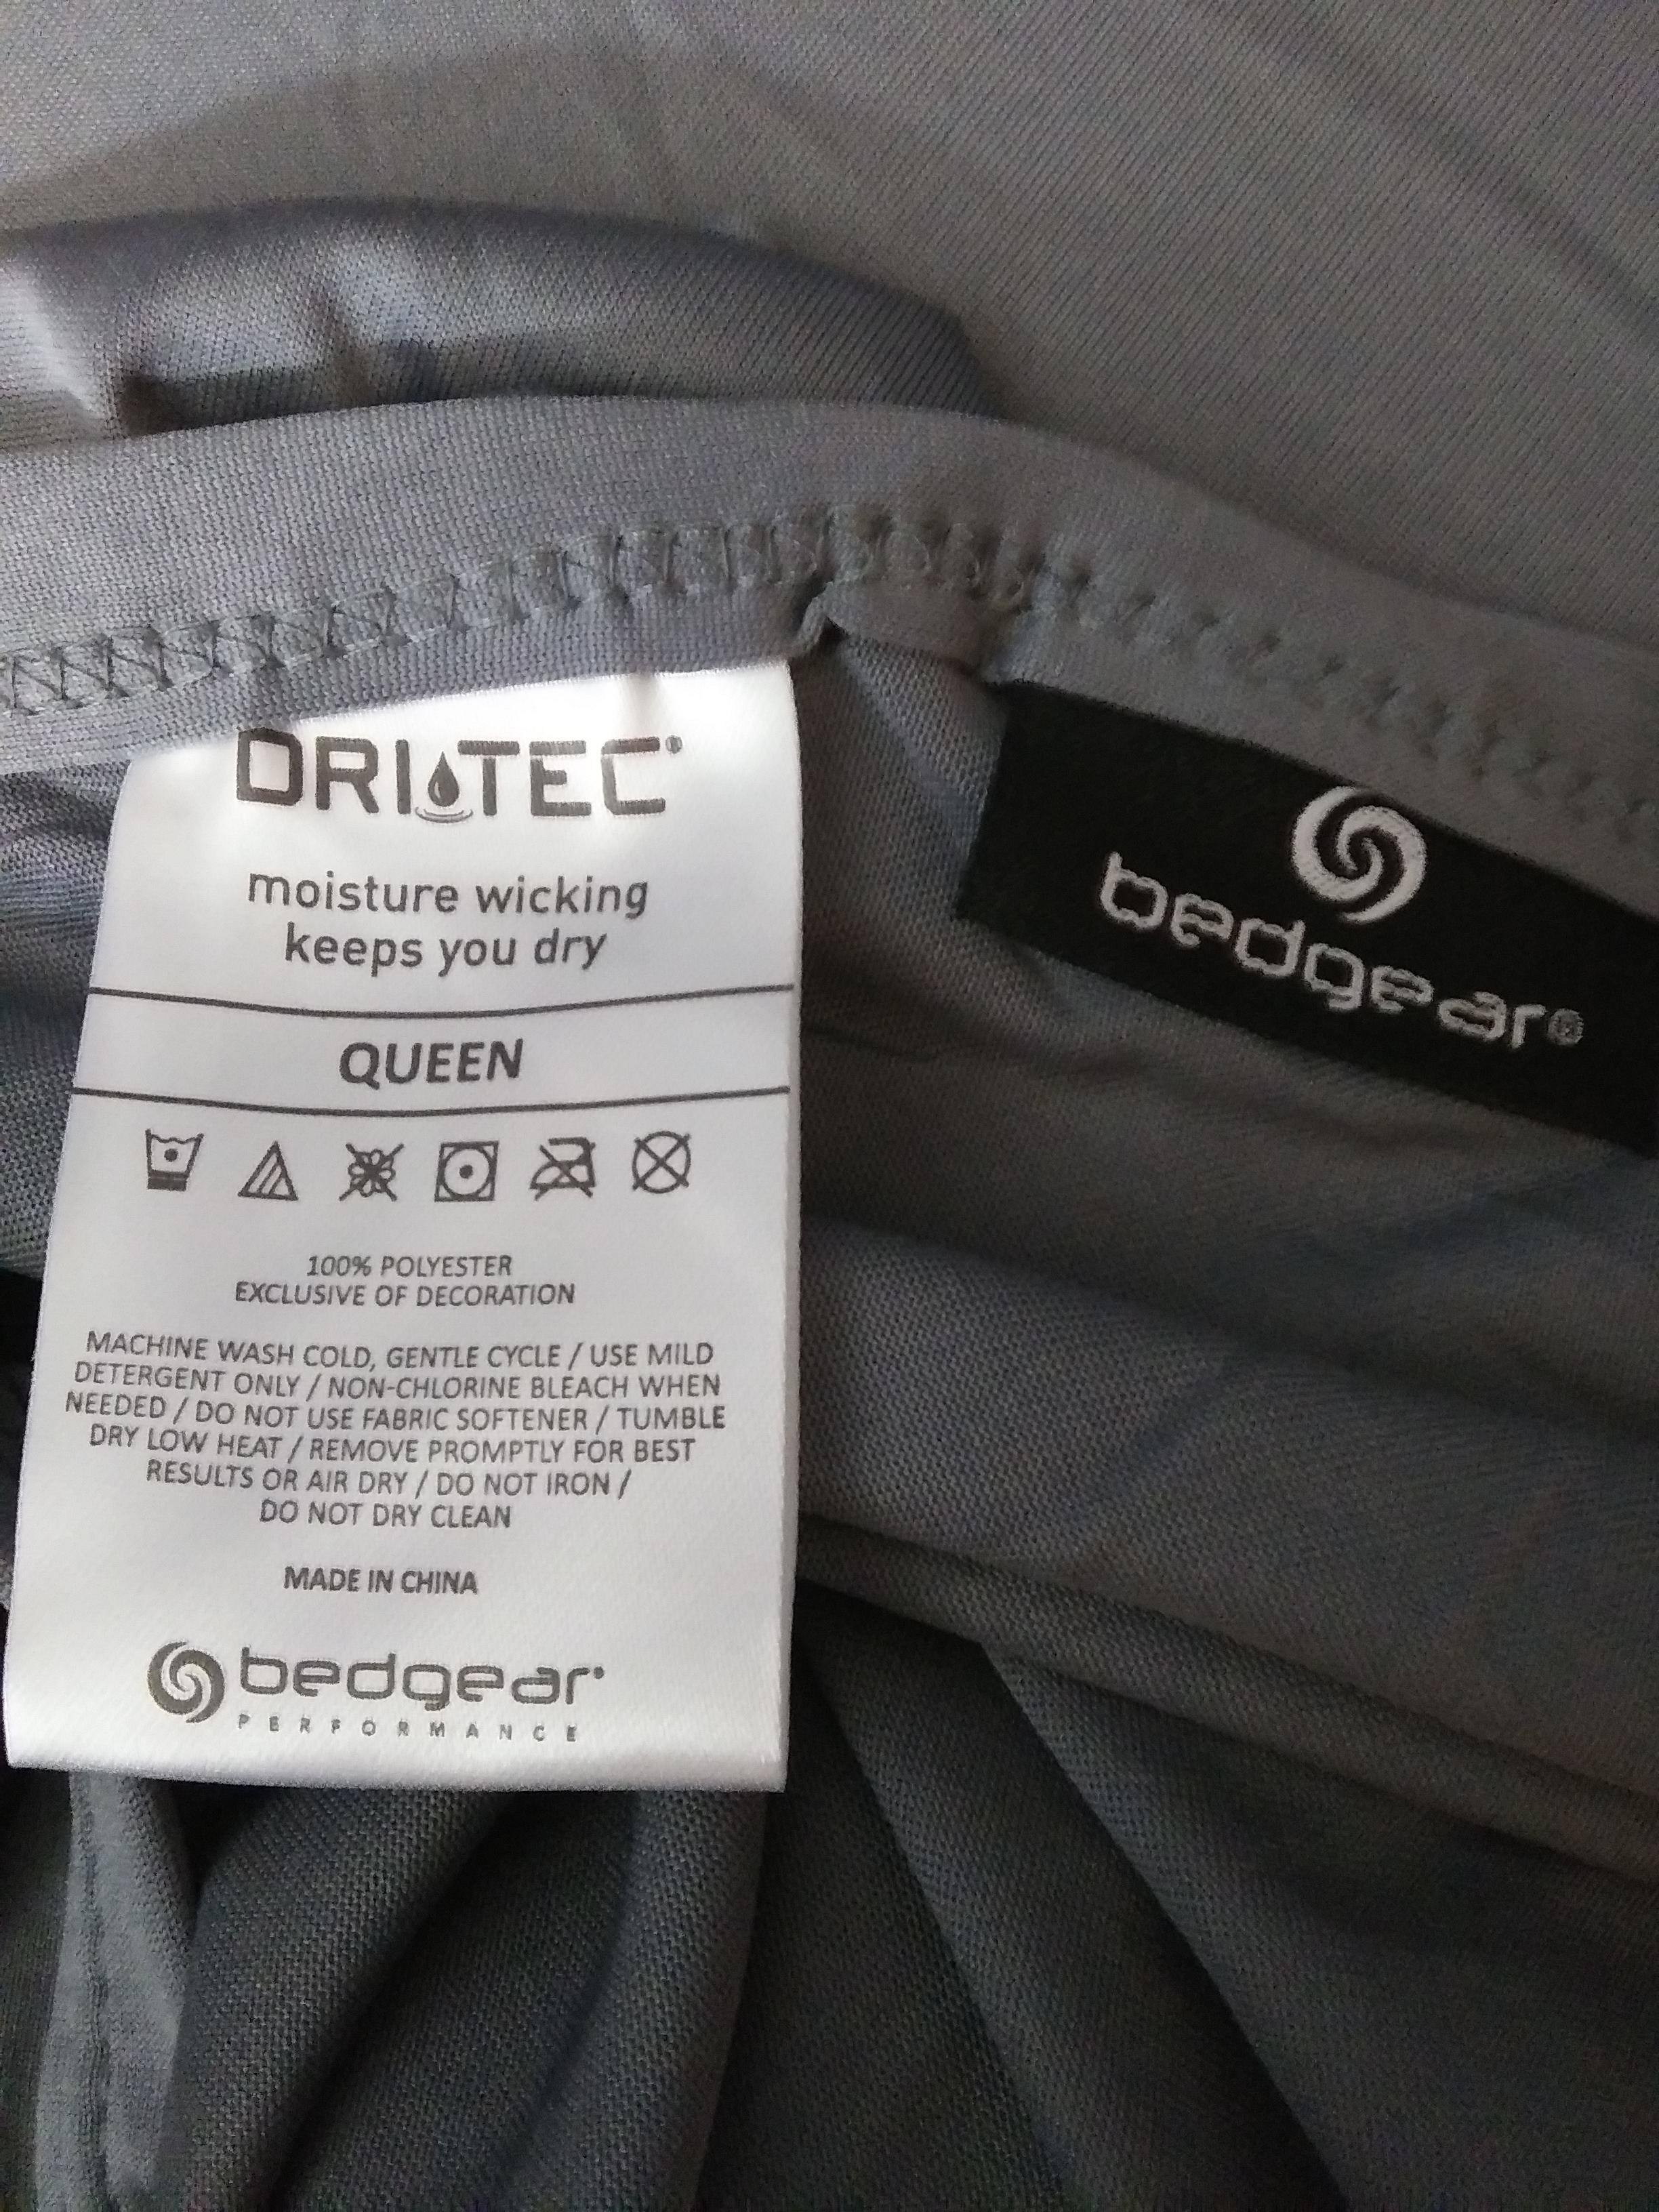 DRI TEC®
moisture wicking
keeps you dry
QUEEN
100% POLYESTER
EXCLUSIVE OF DECORATION
MACHINE WASH COLD, GENTLE CYCLE / USE MILD
DETERGENT ONLY / NON-CHLORINE BLEACH WHEN
NEEDED / DO NOT USE FABRIC SOFTENER / TUMBLE
DRY LOW HEAT / REMOVE PROMPTLY FOR BEST
RESULTS OR AIR DRY / DO NOT IRON /
DO NOT DRY CLEAN
MADE IN CHINA
bedgear®
PERFORMANCE
bedgear®